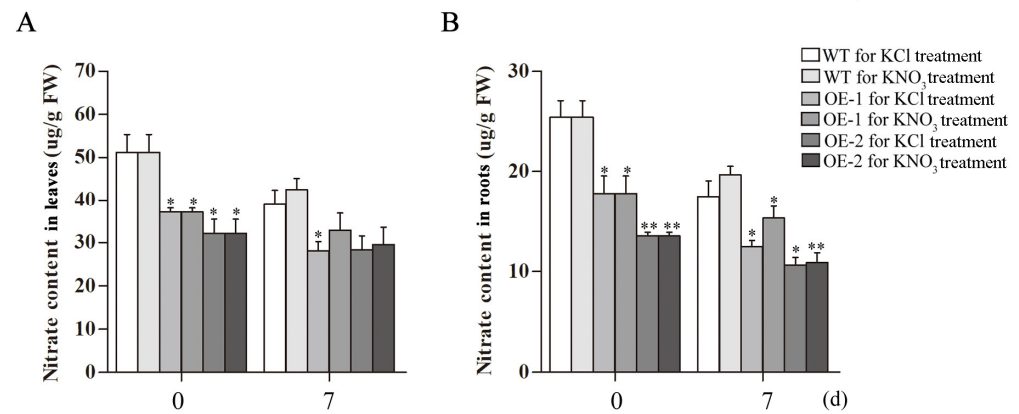 A
Nitrate content in leaves (ug/g FW)
70
60
50
40
30
20
10
0
* * * *
*
0 7
B
Nitrate content in roots (ug/g FW)
30
20
10
0
* * ** **
* * * **
0 7 (d)
WT for KCl treatment
WT for KNO₃ treatment
OE-1 for KCl treatment
OE-1 for KNO₃ treatment
OE-2 for KCl treatment
OE-2 for KNO₃ treatment